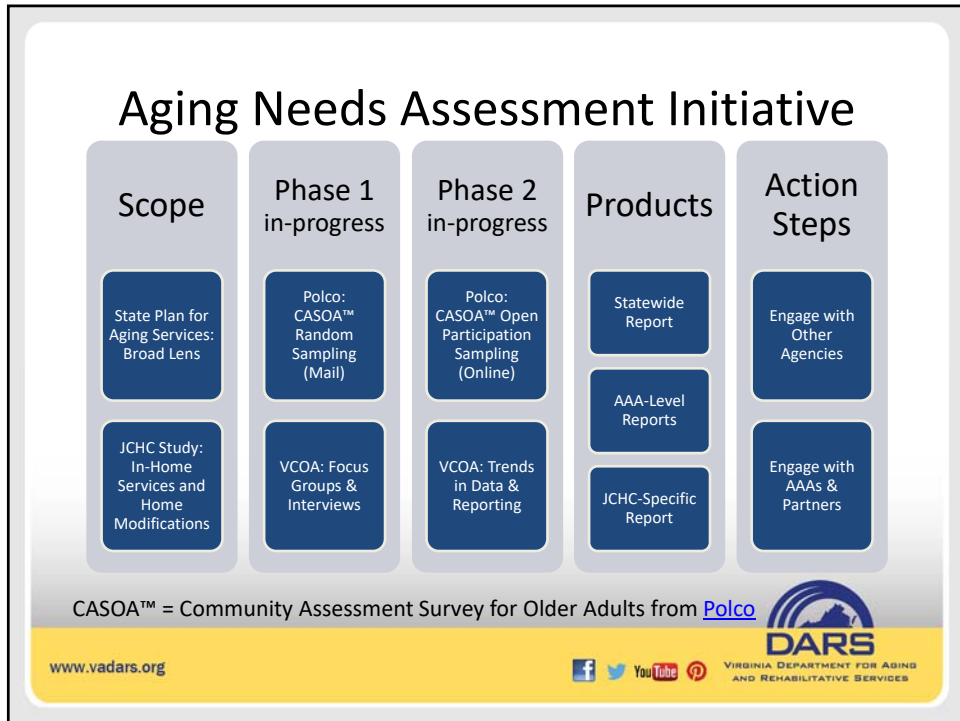 Aging Needs Assessment Initiative
Scope
State Plan for
Aging Services:
Broad Lens
JCHC Study:
In-Home
Services and
Home
Modifications
Phase 1
in-progress
Polco:
CASOA™
Random
Sampling
(Mail)
VCOA: Focus
Groups &
Interviews
Phase 2
in-progress
Polco:
CASOA™ Open
Participation
Sampling
(Online)
VCOA: Trends
in Data &
Reporting
Products
Statewide
Report
AAA-Level
Reports
JCHC-Specific
Report
Action
Steps
Engage with
Other
Agencies
Engage with
AAAs &
Partners
CASOA™ = Community Assessment Survey for Older Adults from Polco
www.vadars.org
You Tube
DARS
VIRGINIA DEPARTMENT FOR AGING
AND REHABILITATIVE SERVICES